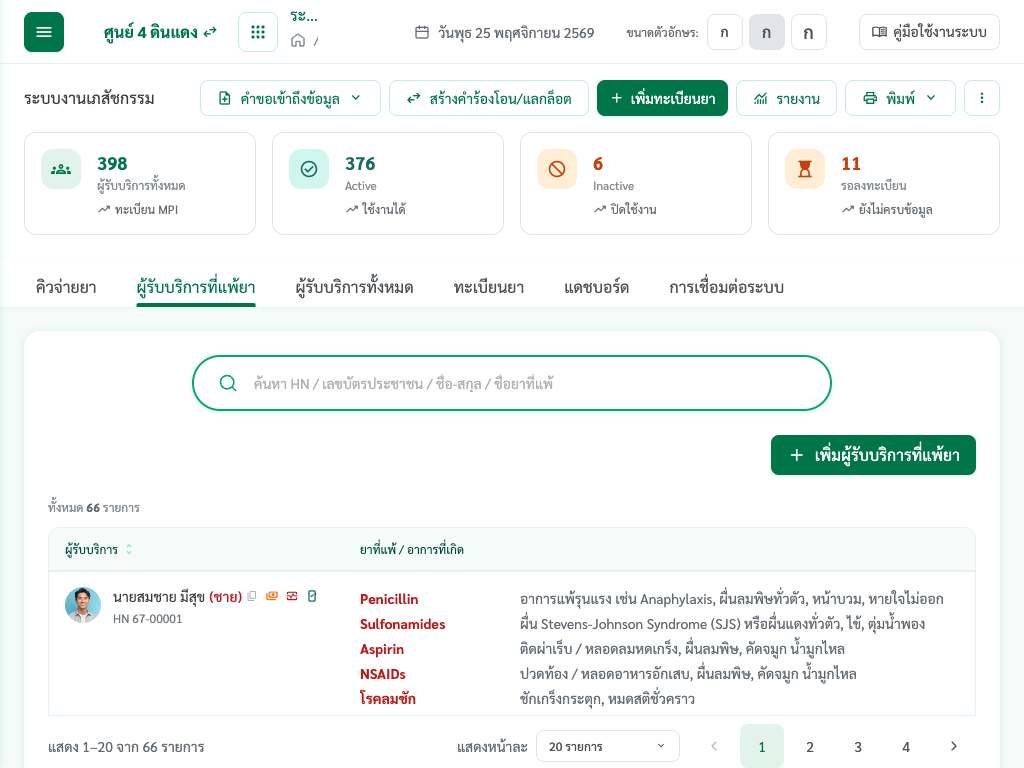 ศูนย์ 4 ดินแดง
ระ...
/
วันพุธ 25 พฤศจิกายน 2569
ขนาดตัวอักษร:
ก
ก
ก
คู่มือใช้งานระบบ
ระบบงานเภสัชกรรม
คำขอเข้าถึงข้อมูล
สร้างคำร้องโอน/แลกล็อต
เพิ่มทะเบียนยา
รายงาน
พิมพ์
398
ผู้รับบริการทั้งหมด
ทะเบียน MPI
376
Active
ใช้งานได้
6
Inactive
ปิดใช้งาน
11
รอลงทะเบียน
ยังไม่ครบข้อมูล
คิวจ่ายยา
ผู้รับบริการที่แพ้ยา
ผู้รับบริการทั้งหมด
ทะเบียนยา
แดชบอร์ด
การเชื่อมต่อระบบ
ค้นหา HN / เลขบัตรประชาชน / ชื่อ-สกุล / ชื่อยาที่แพ้
เพิ่มผู้รับบริการที่แพ้ยา
ทั้งหมด 66 รายการ
ผู้รับบริการ
ยาที่แพ้ / อาการที่เกิด
นายสมชาย มีสุข (ชาย)
HN 67-00001
Penicillin อาการแพ้รุนแรง เช่น Anaphylaxis, ผื่นลมพิษทั่วตัว, หน้าบวม, หายใจไม่ออก
Sulfonamides ผื่น Stevens-Johnson Syndrome (SJS) หรือผื่นแดงทั่วตัว, ไข้, ตุ่มน้ำพอง
Aspirin ติดผ่าเร็บ / หลอดลมหดเกร็ง, ผื่นลมพิษ, คัดจมูก น้ำมูกไหล
NSAIDs ปวดท้อง / หลอดอาหารอักเสบ, ผื่นลมพิษ, คัดจมูก น้ำมูกไหล
โรคลมชัก ชักเกร็งกระตุก, หมดสติชั่วคราว
แสดง 1–20 จาก 66 รายการ
แสดงหน้าละ
20 รายการ
1
2
3
4